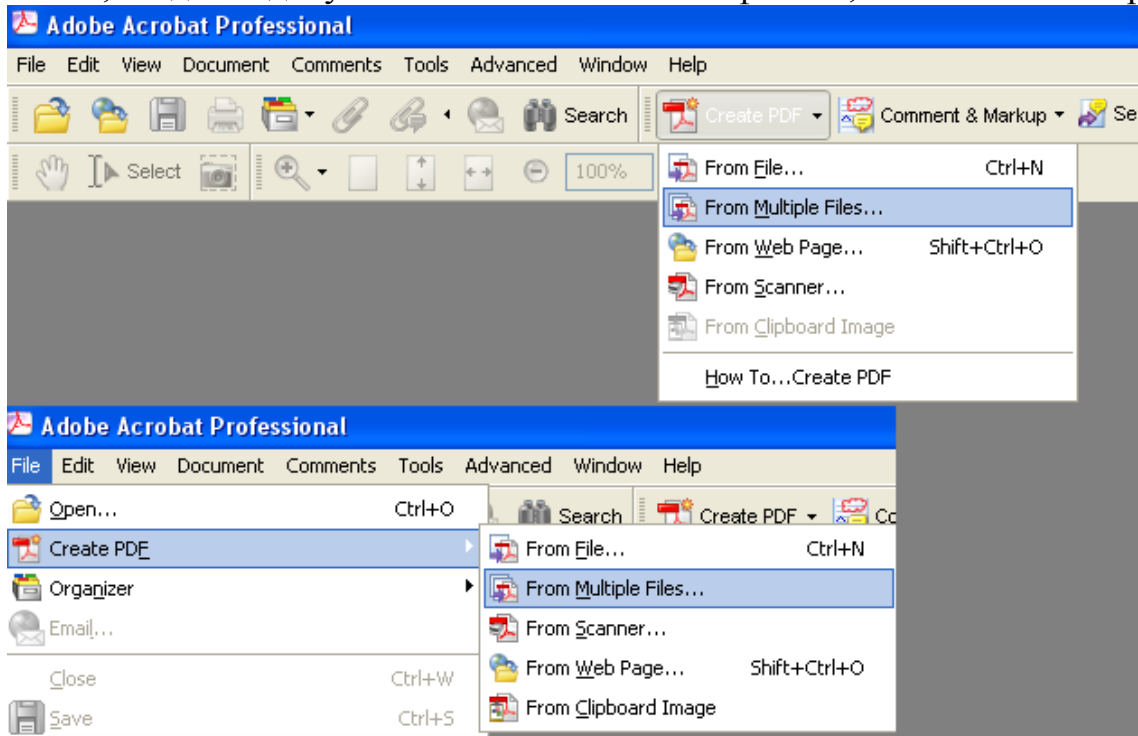 Adobe Acrobat Professional
File Edit View Document Comments Tools Advanced Window Help
Search Create PDF Comment & Markup Se
Select 100%
From File... Ctrl+N
From Multiple Files...
From Web Page... Shift+Ctrl+O
From Scanner...
From Clipboard Image
How To...Create PDF
Adobe Acrobat Professional
File Edit View Document Comments Tools Advanced Window Help
Open... Ctrl+O
Search Create PDF Co
Create PDF
Organizer
Email...
Close Ctrl+W
Save Ctrl+S
From File... Ctrl+N
From Multiple Files...
From Scanner...
From Web Page... Shift+Ctrl+O
From Clipboard Image